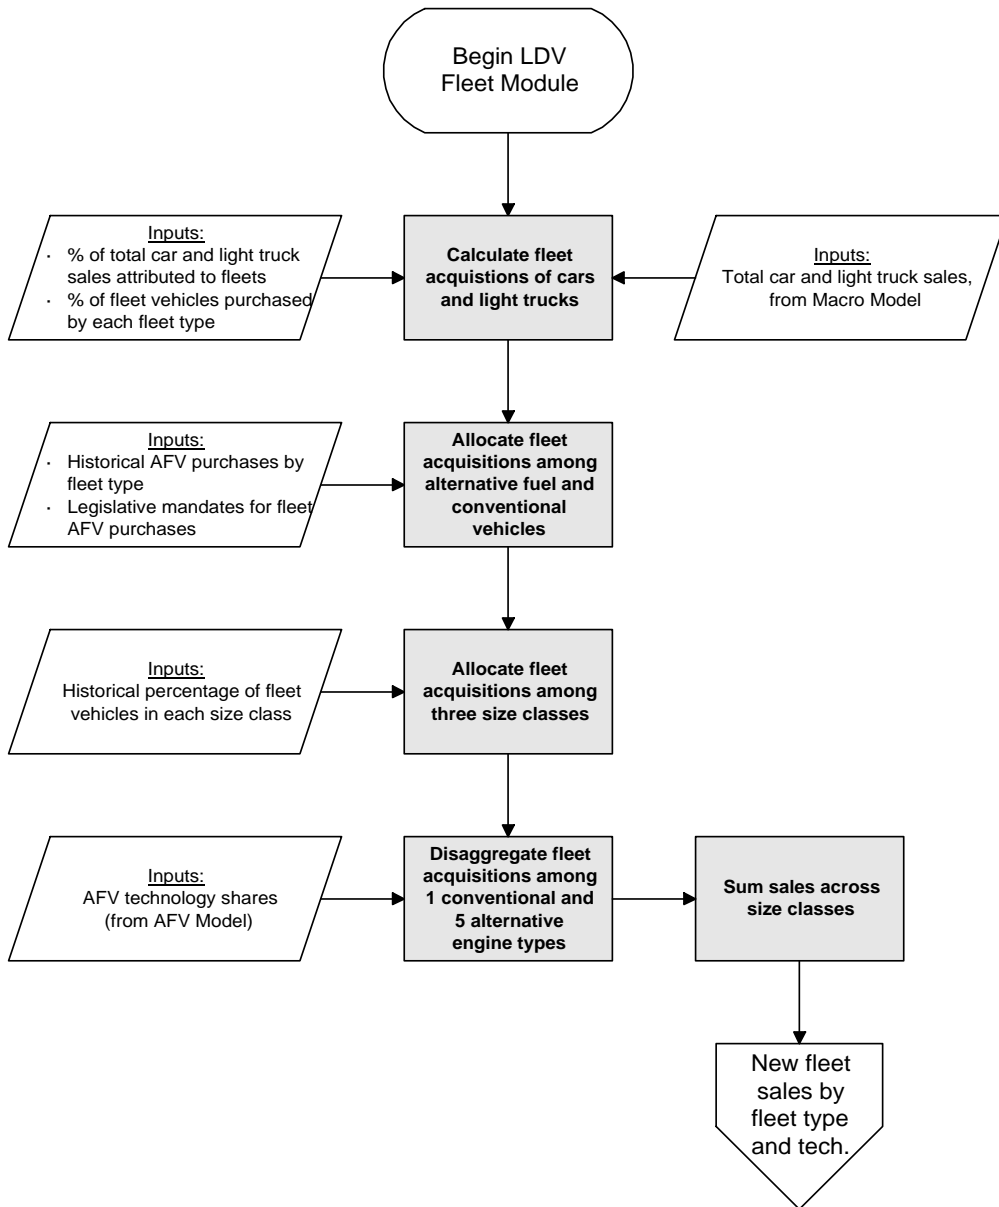 Begin LDV
Fleet Module
Inputs:
· % of total car and light truck
sales attributed to fleets
· % of fleet vehicles purchased
by each fleet type
Calculate fleet
acquistions of cars
and light trucks
Inputs:
Total car and light truck sales,
from Macro Model
Inputs:
· Historical AFV purchases by
fleet type
· Legislative mandates for fleet
AFV purchases
Allocate fleet
acquisitions among
alternative fuel and
conventional
vehicles
Inputs:
Historical percentage of fleet
vehicles in each size class
Allocate fleet
acquisitions among
three size classes
Inputs:
AFV technology shares
(from AFV Model)
Disaggregate fleet
acquisitions among
1 conventional and
5 alternative
engine types
Sum sales across
size classes
New fleet
sales by
fleet type
and tech.